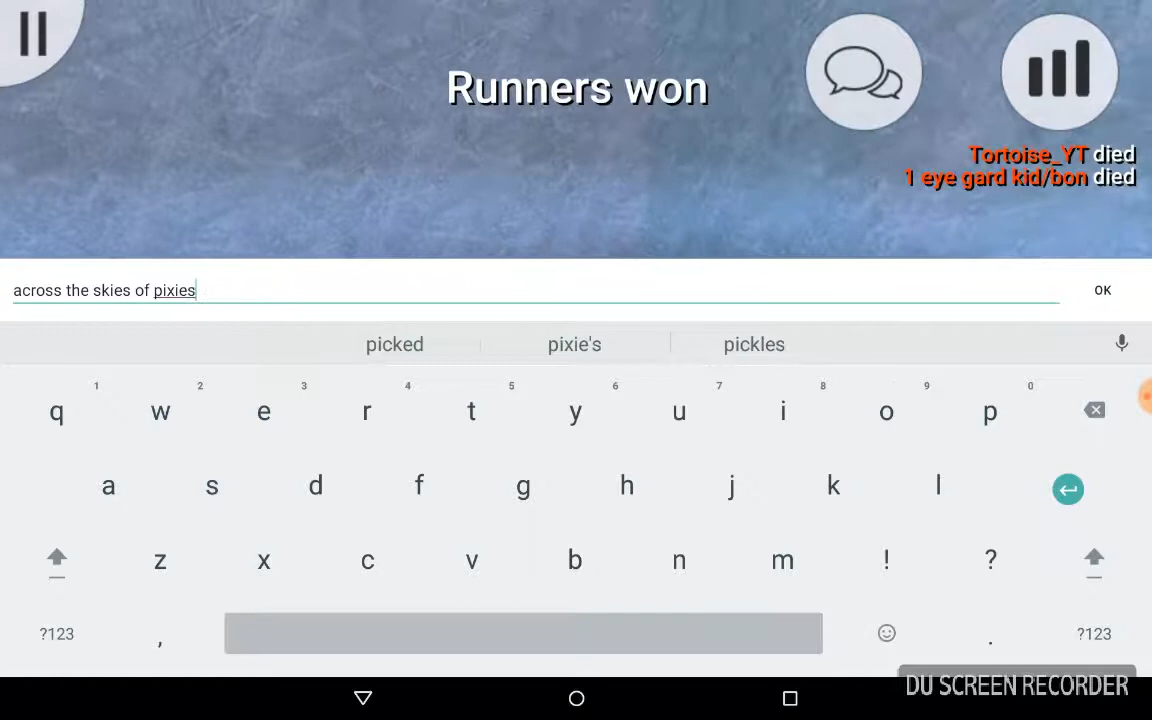 Runners won
Tortoise_YT died
1 eye gard kid/bon died
across the skies of pixies
OK
picked pixie's pickles
1 2 3 4 5 6 7 8 9 0
q w e r t y u i o p
a s d f g h j k l
z x c v b n m ! ?
?123 , . ?123
DU SCREEN RECORDER